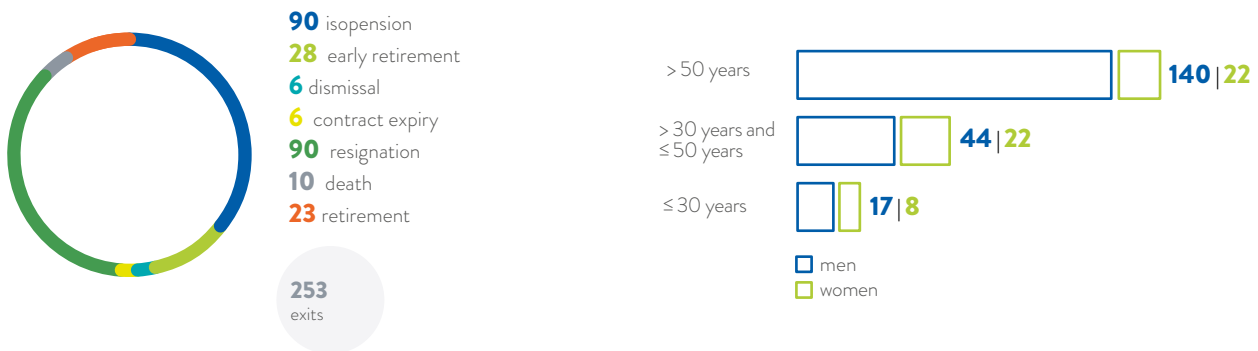 90 isopension
28 early retirement
6 dismissal
6 contract expiry
90 resignation
10 death
23 retirement
253
exits
> 50 years
140 | 22
> 30 years and
≤ 50 years
44 | 22
≤ 30 years
17 | 8
men
women